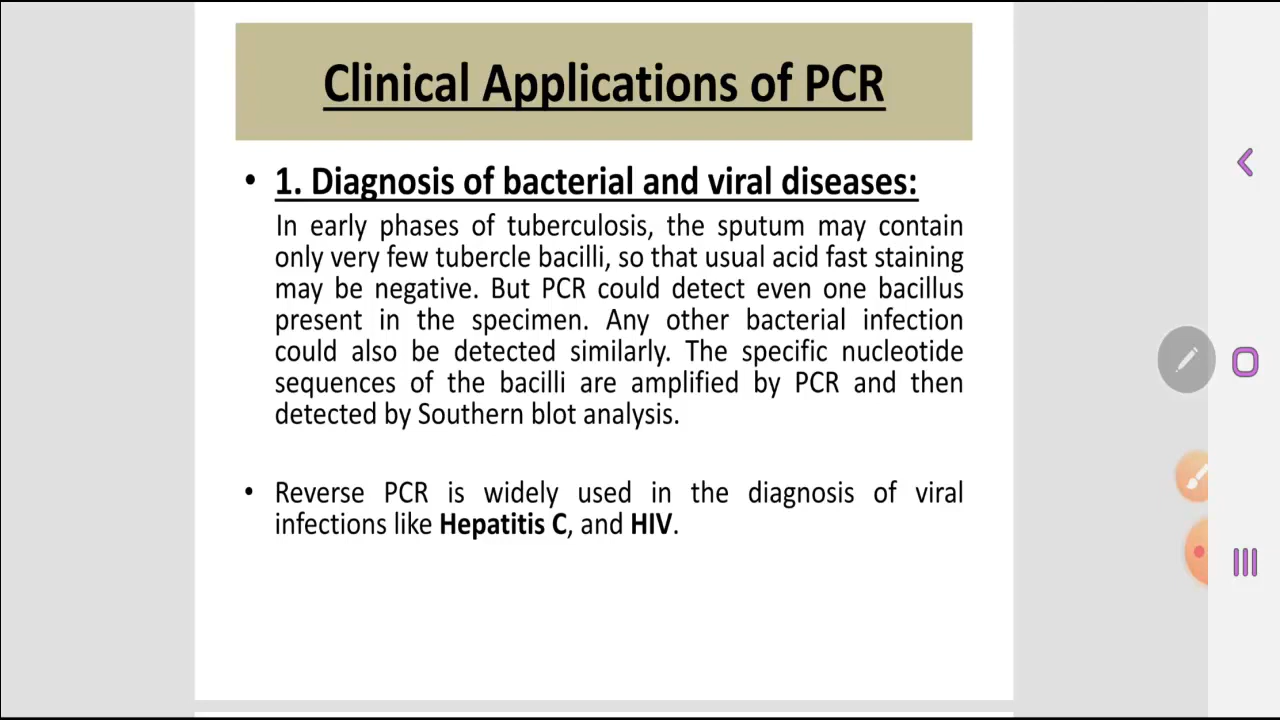 Clinical Applications of PCR
• 1. Diagnosis of bacterial and viral diseases:
In early phases of tuberculosis, the sputum may contain
only very few tubercle bacilli, so that usual acid fast staining
may be negative. But PCR could detect even one bacillus
present in the specimen. Any other bacterial infection
could also be detected similarly. The specific nucleotide
sequences of the bacilli are amplified by PCR and then
detected by Southern blot analysis.
• Reverse PCR is widely used in the diagnosis of viral
infections like Hepatitis C, and HIV.